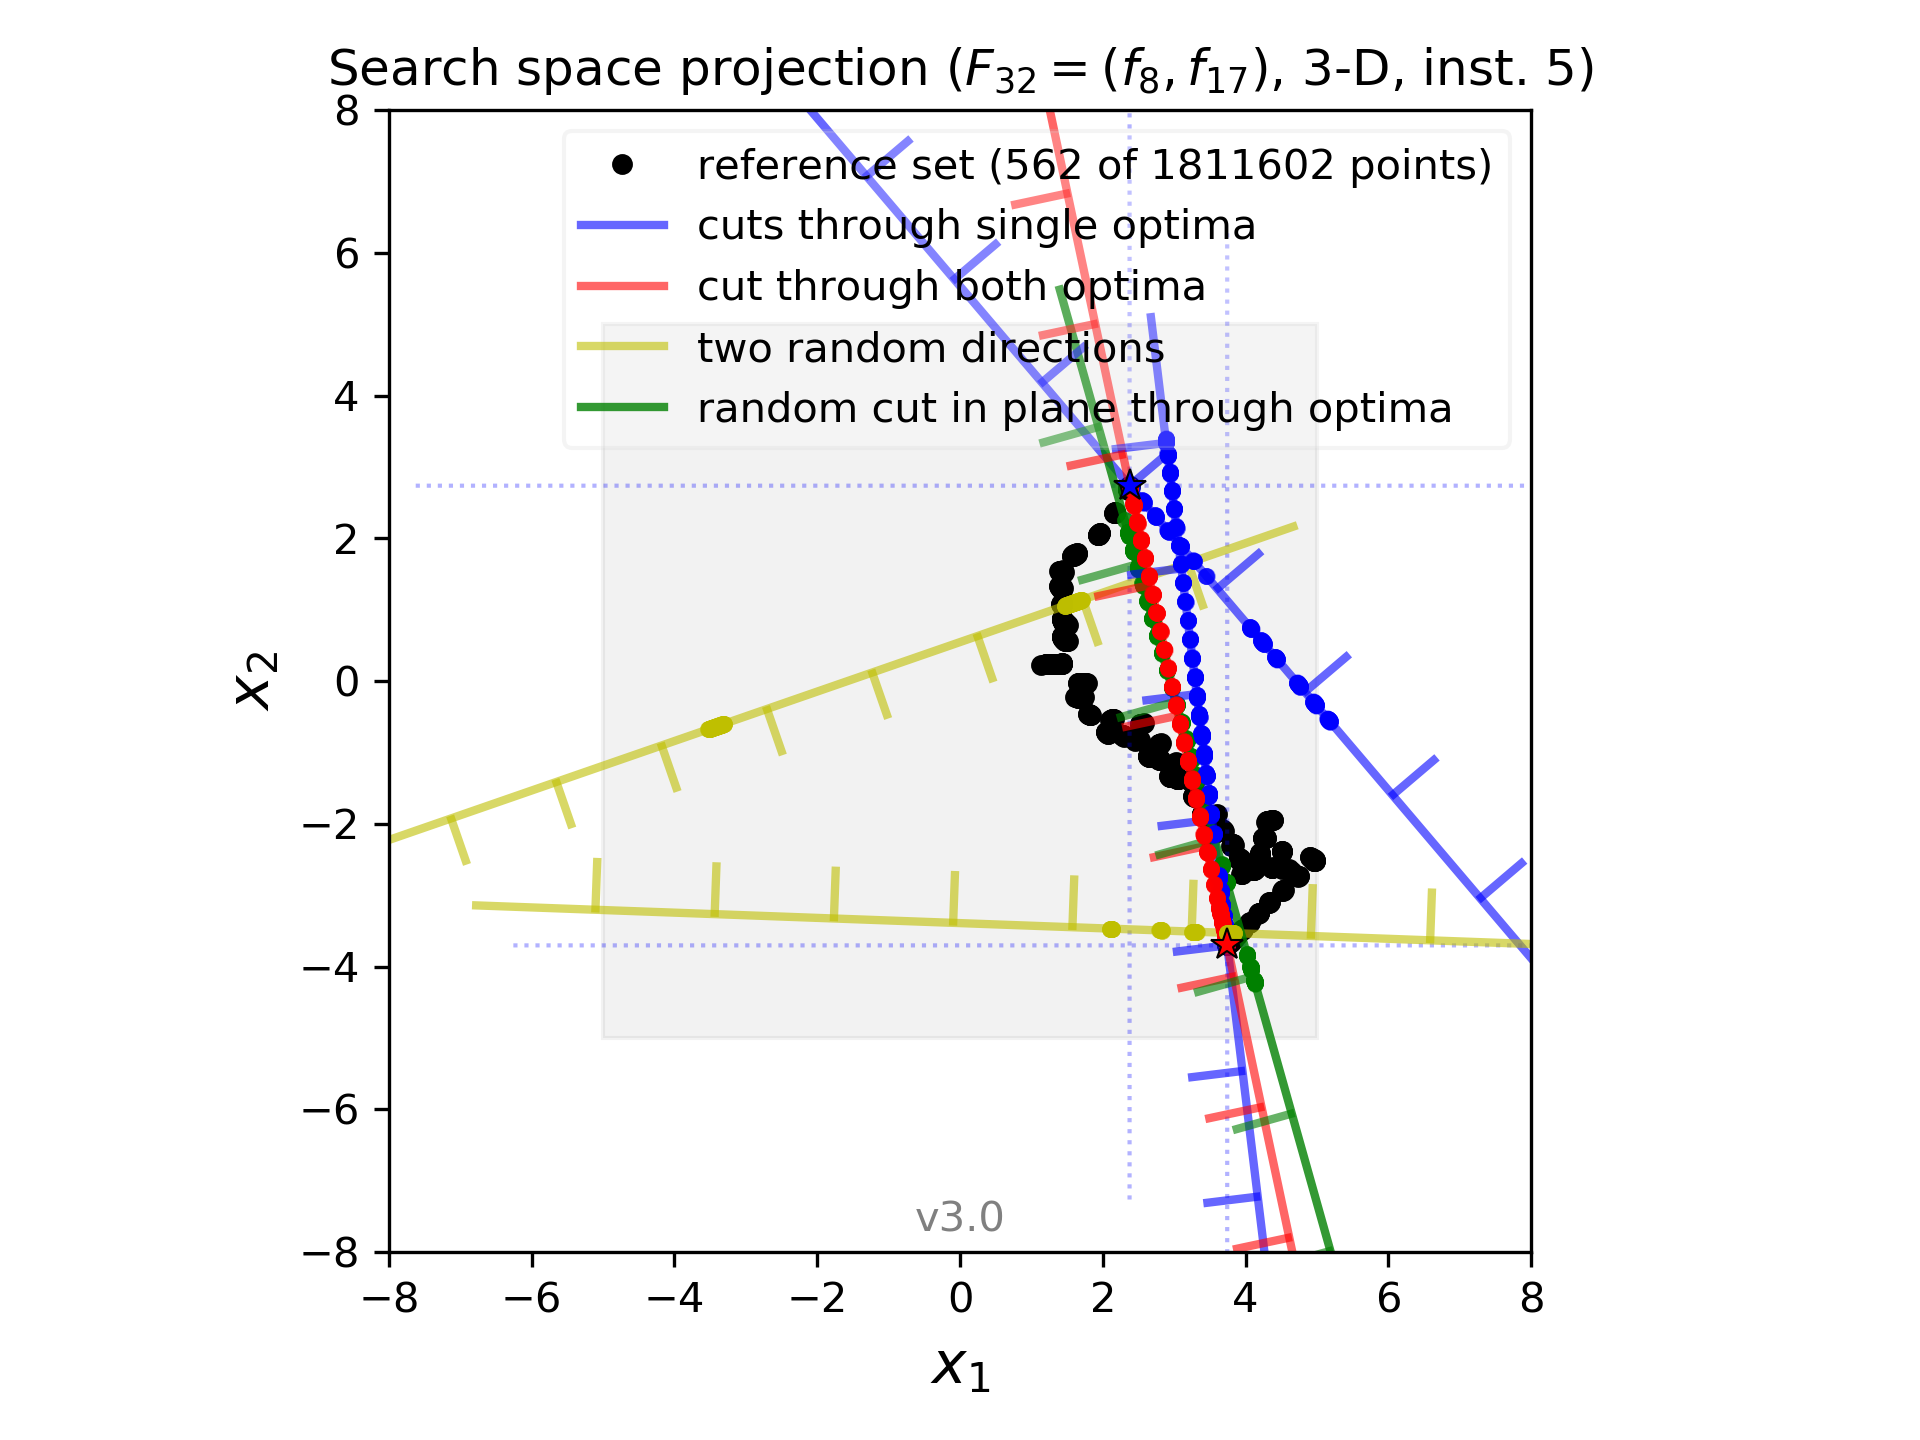 Search space projection (F32 = (f8, f17), 3-D, inst. 5)
reference set (562 of 1811602 points)
cuts through single optima
cut through both optima
two random directions
random cut in plane through optima
8
6
4
2
0
−2
−4
−6
−8
x2
v3.0
−8 −6 −4 −2 0 2 4 6 8
x1